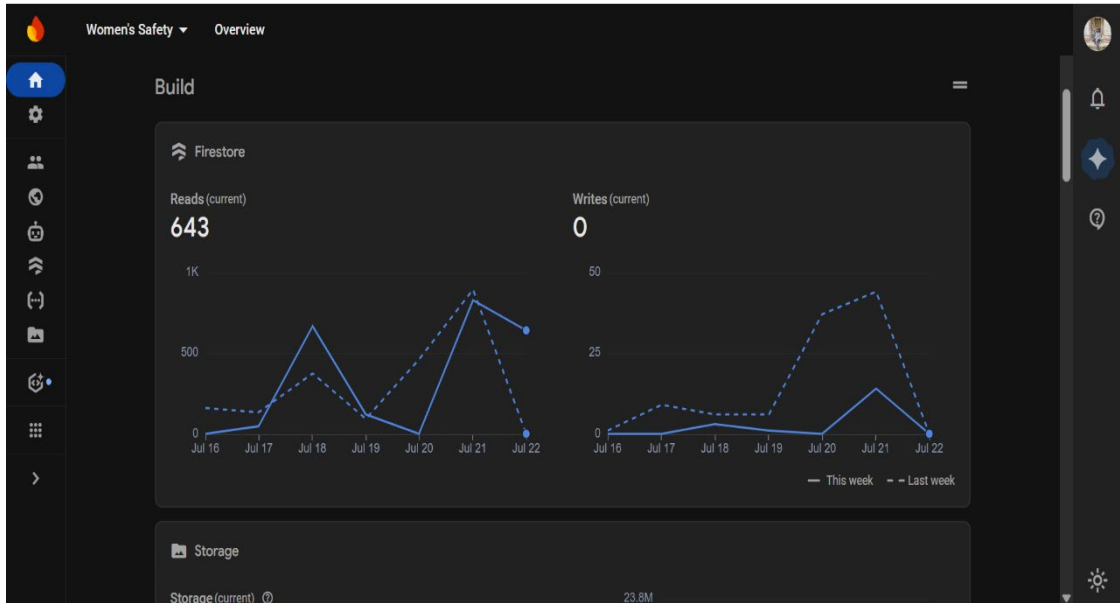 Women's Safety Overview
Build
Firestore
Reads (current)
643
1K
500
0
Jul 16 Jul 17 Jul 18 Jul 19 Jul 20 Jul 21 Jul 22
Writes (current)
0
50
25
0
Jul 16 Jul 17 Jul 18 Jul 19 Jul 20 Jul 21 Jul 22
This week Last week
Storage
Storage (current)
23.8M